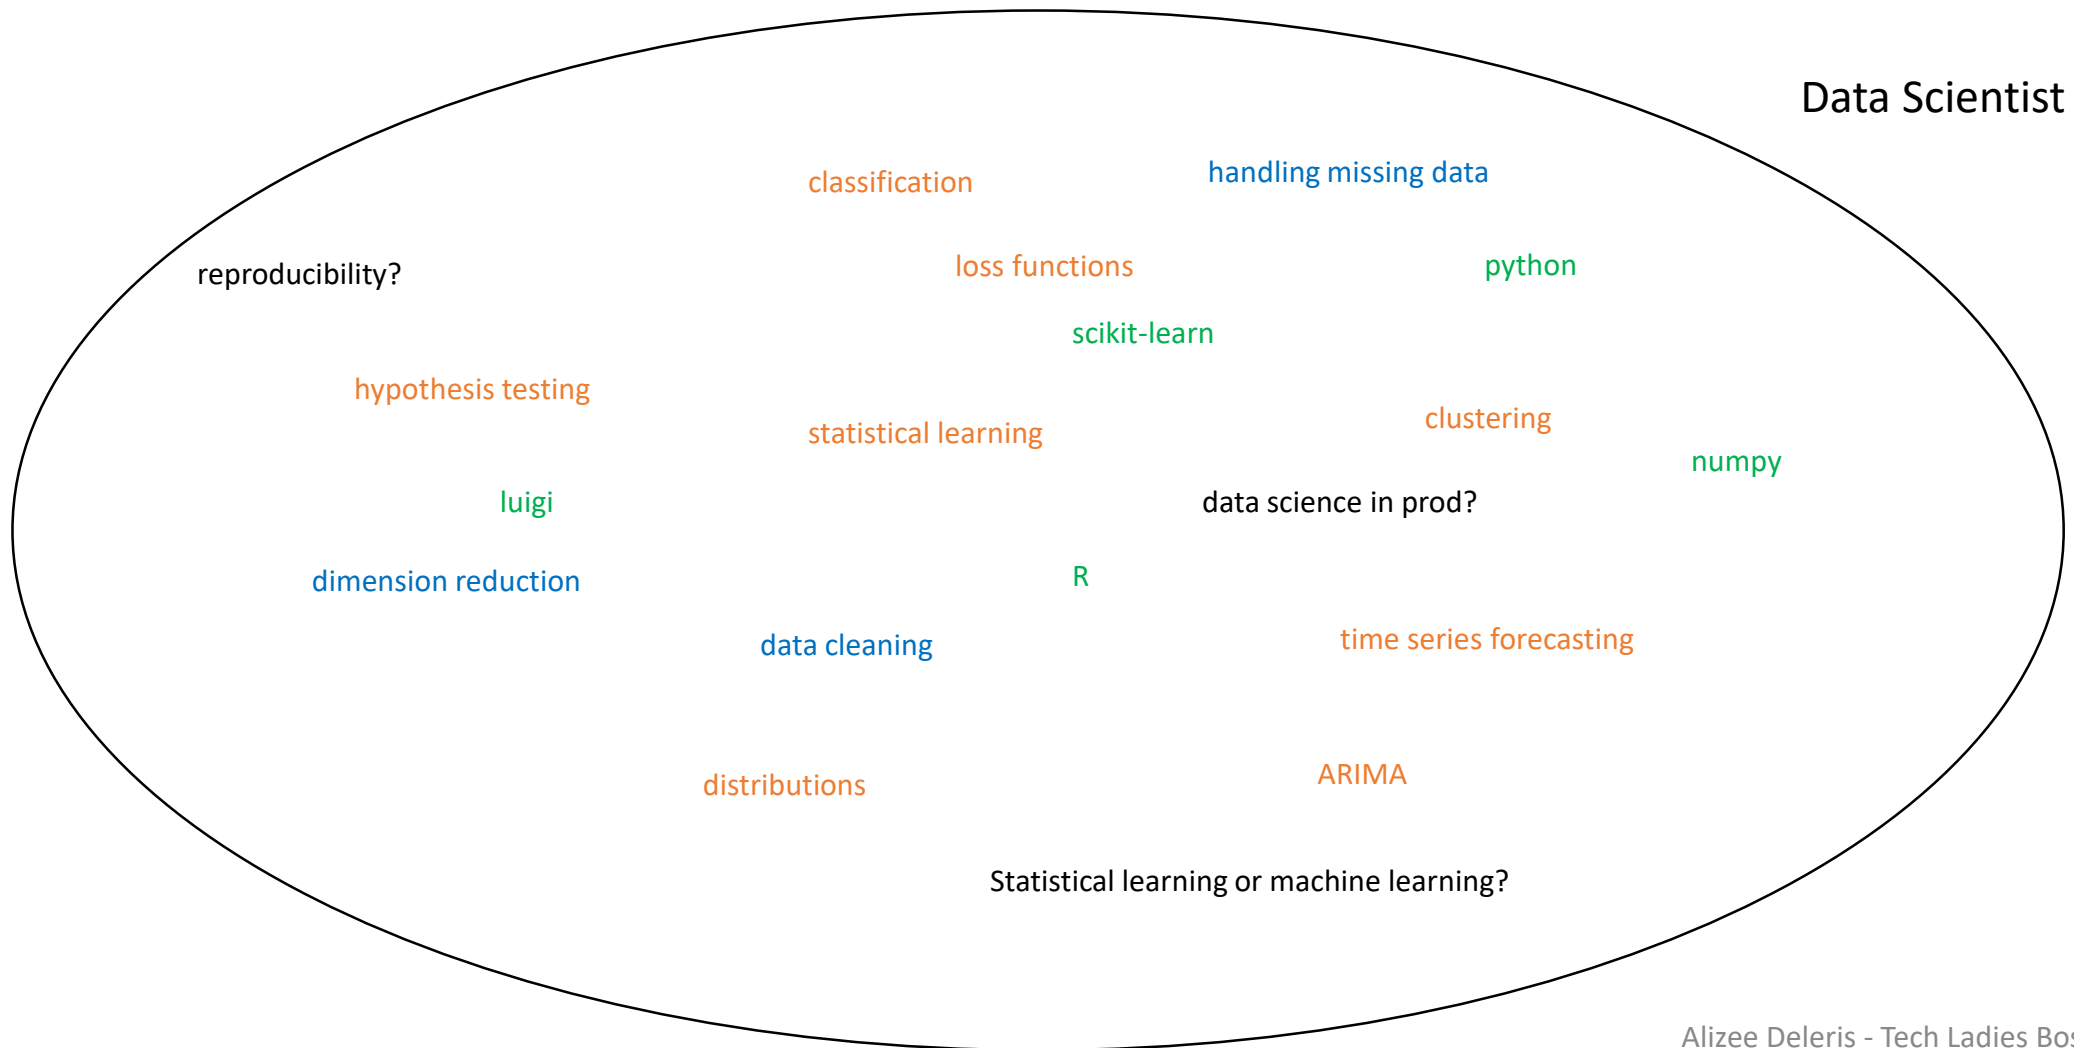 Data Scientist
classification
handling missing data
reproducibility?
loss functions
python
scikit-learn
hypothesis testing
statistical learning
clustering
numpy
luigi
data science in prod?
dimension reduction
R
data cleaning
time series forecasting
distributions
ARIMA
Statistical learning or machine learning?
Alizee Deleris - Tech Ladies Bos